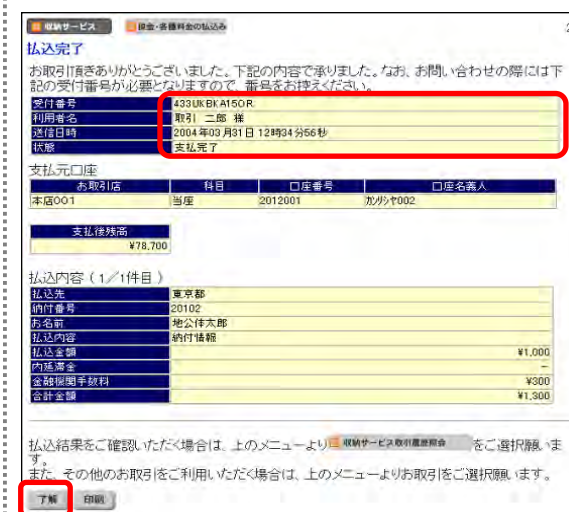 収納サービス 税金・各種料金の払込み
払込完了
お取引頂きありがとうございました。下記の内容で承りました。なお、お問い合わせの際には下
記の受付番号が必要となりますので、番号をお控えください。
受付番号 433UKBKA15OR
利用者名 取引 二郎 様
送信日時 2004年03月31日 12時34分56秒
状態 支払完了
支払元口座
お取引店 科目 口座番号 口座名義人
本店001 当座 2012001 カンリシヤ002
支払後残高
¥78,700
払込内容（1／1件目）
払込先 東京都
納付番号 20102
お名前 地公体太郎
払込内容 納付情報
払込金額 ¥1,000
内延滞金 −
金融機関手数料 ¥300
合計金額 ¥1,300
払込結果をご確認いただく場合は、上のメニューより 収納サービス取引履歴照会 をご選択願いま
す。
また、その他のお取引をご利用いただく場合は、上のメニューよりお取引をご選択願います。
了解 印刷